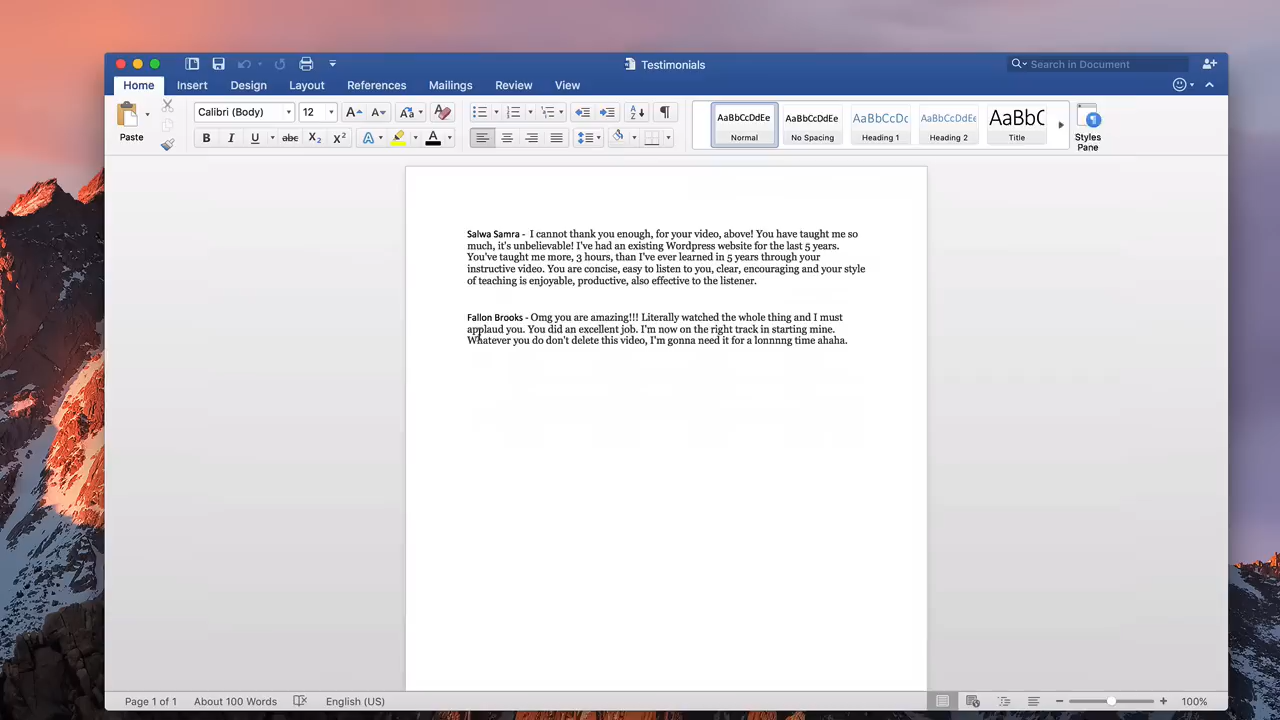 Testimonials
Search in Document
Home Insert Design Layout References Mailings Review View
Paste
Calibri (Body) 12
AaBbCcDdEe AaBbCcDdEe AaBbCcDc AaBbCcDdEe AaBbC
Normal No Spacing Heading 1 Heading 2 Title
Styles
Pane
Salwa Samra - I cannot thank you enough, for your video, above! You have taught me so
much, it's unbelievable! I've had an existing Wordpress website for the last 5 years.
You've taught me more, 3 hours, than I've ever learned in 5 years through your
instructive video. You are concise, easy to listen to you, clear, encouraging and your style
of teaching is enjoyable, productive, also effective to the listener.
Fallon Brooks - Omg you are amazing!!! Literally watched the whole thing and I must
applaud you. You did an excellent job. I'm now on the right track in starting mine.
Whatever you do don't delete this video, I'm gonna need it for a lonnnng time ahaha.
Page 1 of 1 About 100 Words English (US) 100%